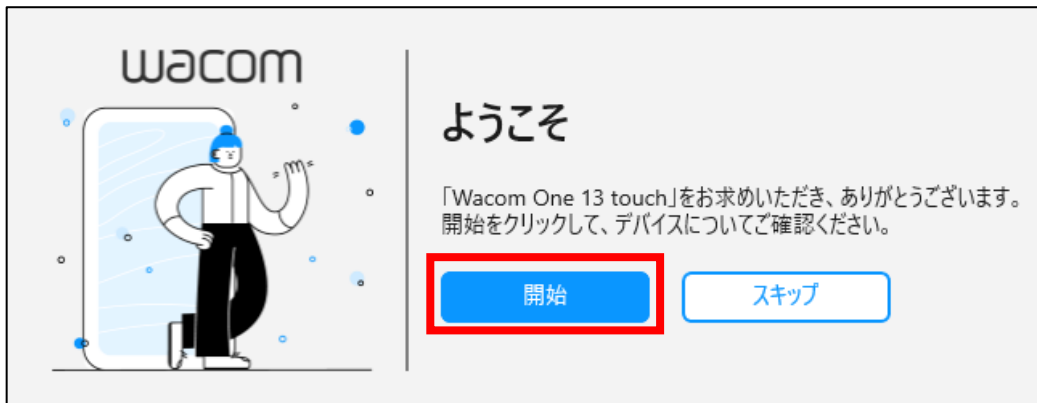 wacom
ようこそ
「Wacom One 13 touch」をお求めいただき、ありがとうございます。
開始をクリックして、デバイスについてご確認ください。
開始
スキップ